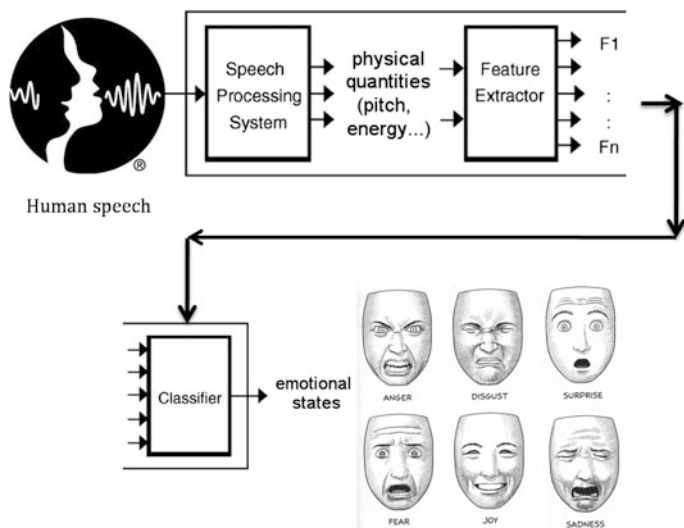 Speech
Processing
System
physical
quantities
(pitch,
energy...)
Feature
Extractor
F1
:
:
Fn
®
Human speech
Classifier
emotional
states
ANGER
DISGUST
SURPRISE
FEAR
JOY
SADNESS